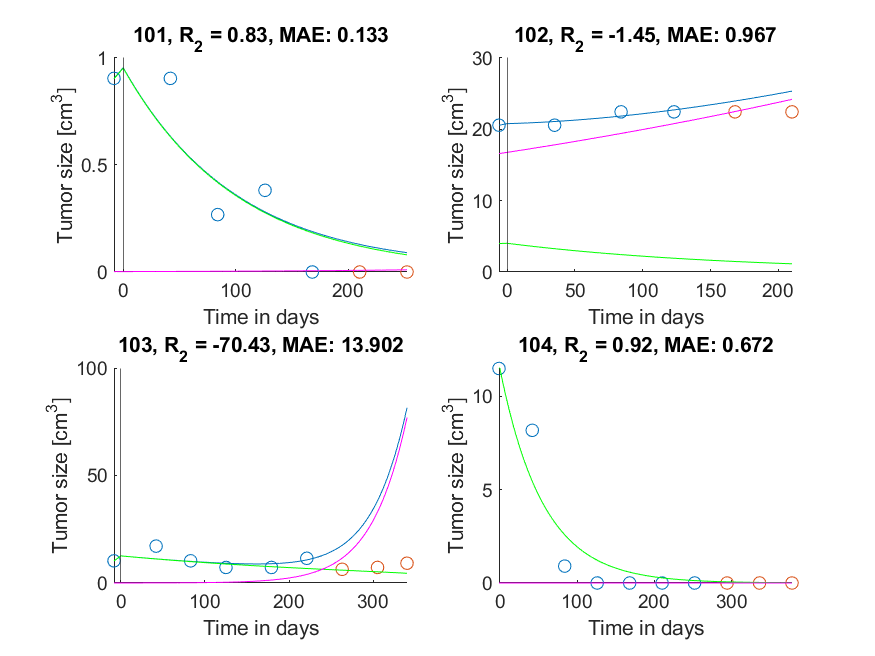 101, R2 = 0.83, MAE: 0.133
Tumor size [cm3]
1
0.5
0
0 100 200
Time in days
102, R2 = -1.45, MAE: 0.967
Tumor size [cm3]
30
20
10
0
0 50 100 150 200
Time in days
103, R2 = -70.43, MAE: 13.902
Tumor size [cm3]
100
50
0
0 100 200 300
Time in days
104, R2 = 0.92, MAE: 0.672
Tumor size [cm3]
10
5
0
0 100 200 300
Time in days